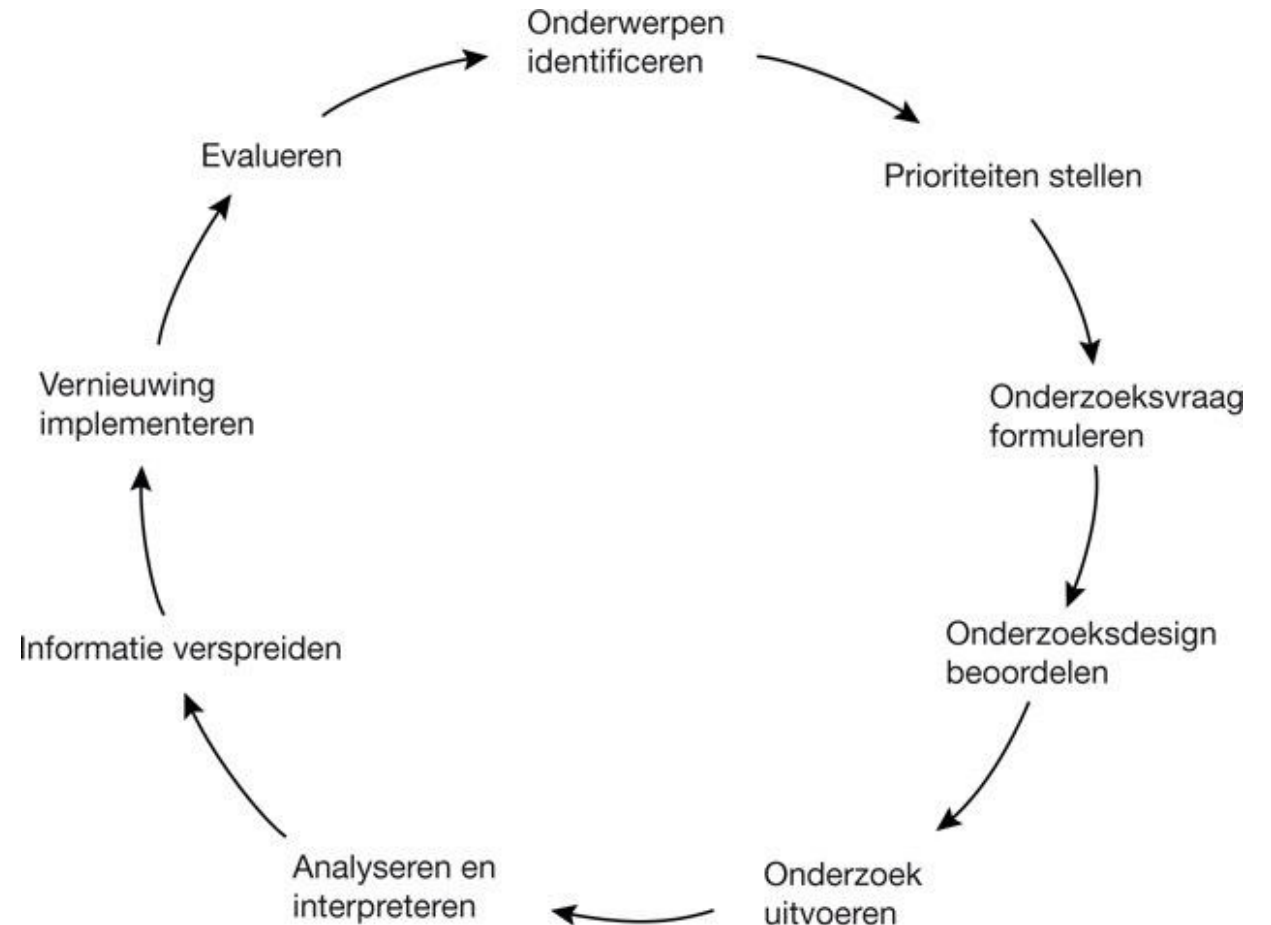 Onderwerpen
identificeren
Prioriteiten stellen
Onderzoeksvraag
formuleren
Onderzoeksdesign
beoordelen
Onderzoek
uitvoeren
Analyseren en
interpreteren
Informatie verspreiden
Vernieuwing
implementeren
Evalueren